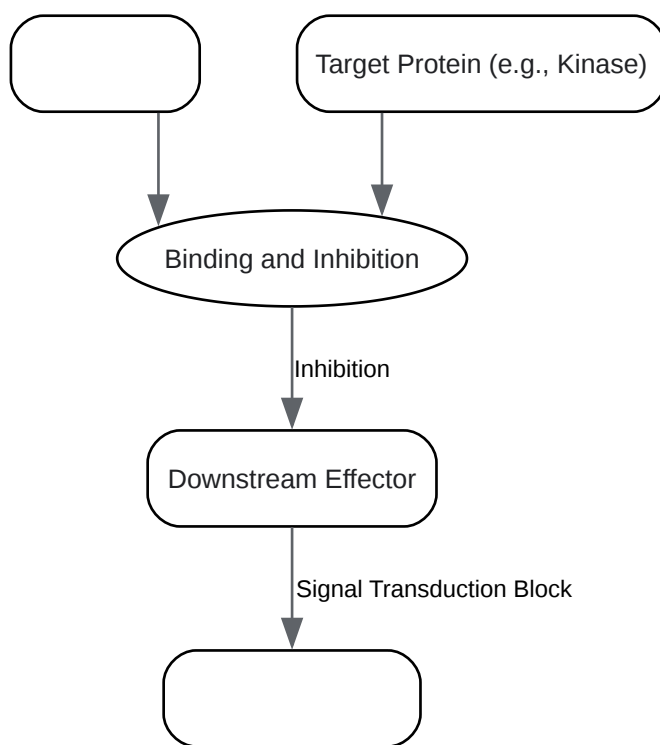 Target Protein (e.g., Kinase)
Binding and Inhibition
Inhibition
Downstream Effector
Signal Transduction Block